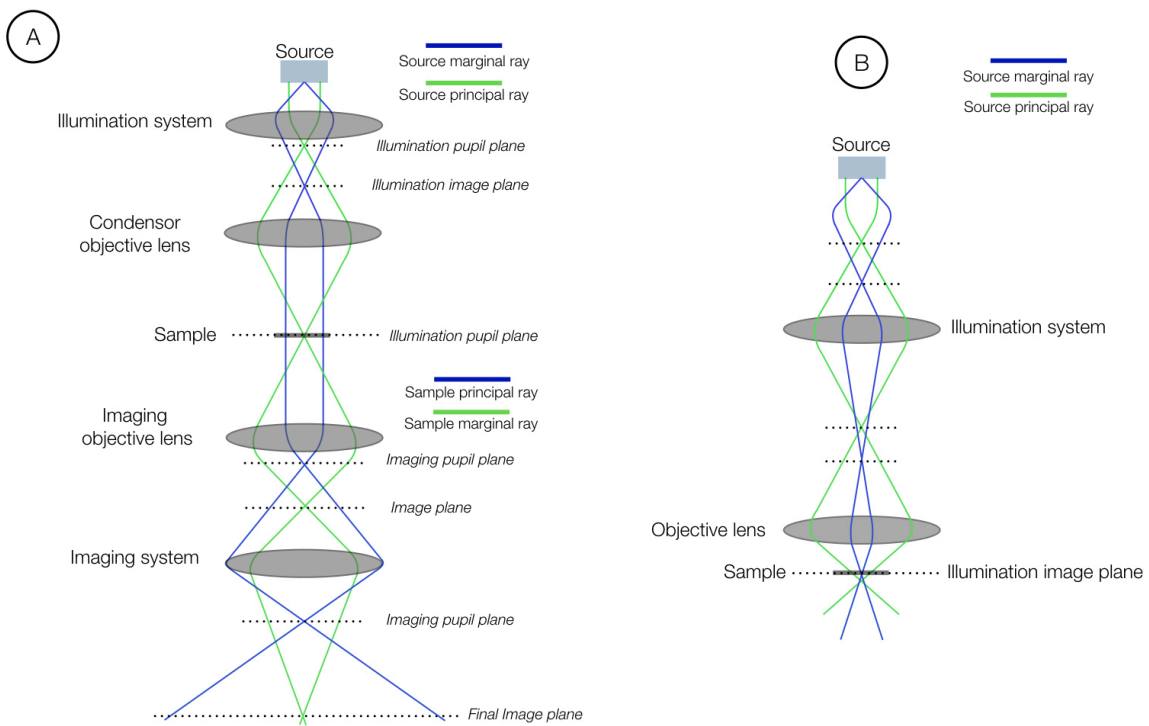 A
Source
Source marginal ray
Source principal ray
Illumination system
Illumination pupil plane
Illumination image plane
Condensor
objective lens
Sample
Illumination pupil plane
Sample principal ray
Sample marginal ray
Imaging
objective lens
Imaging pupil plane
Image plane
Imaging system
Imaging pupil plane
Final Image plane
B
Source marginal ray
Source principal ray
Source
Illumination system
Objective lens
Sample
Illumination image plane